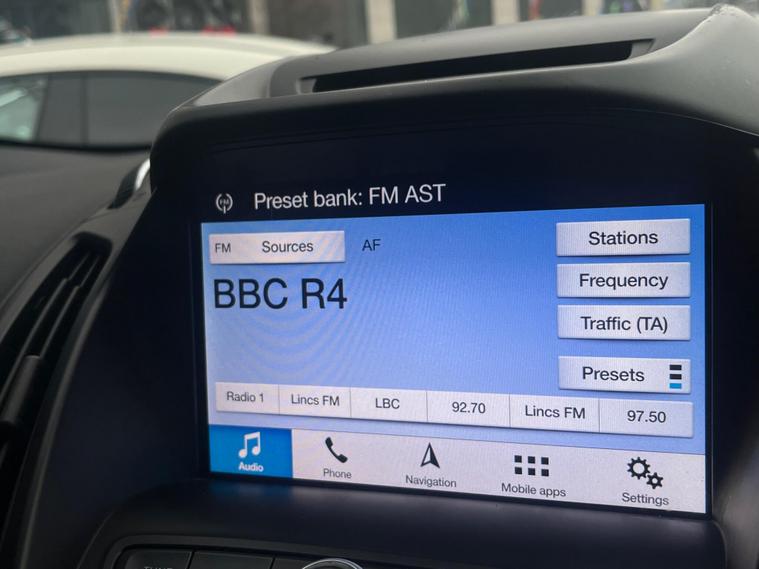 Preset bank: FM AST
FM Sources AF
Stations
BBC R4
Frequency
Traffic (TA)
Presets
Radio 1 Lincs FM LBC 92.70 Lincs FM 97.50
Audio Phone Navigation Mobile apps Settings